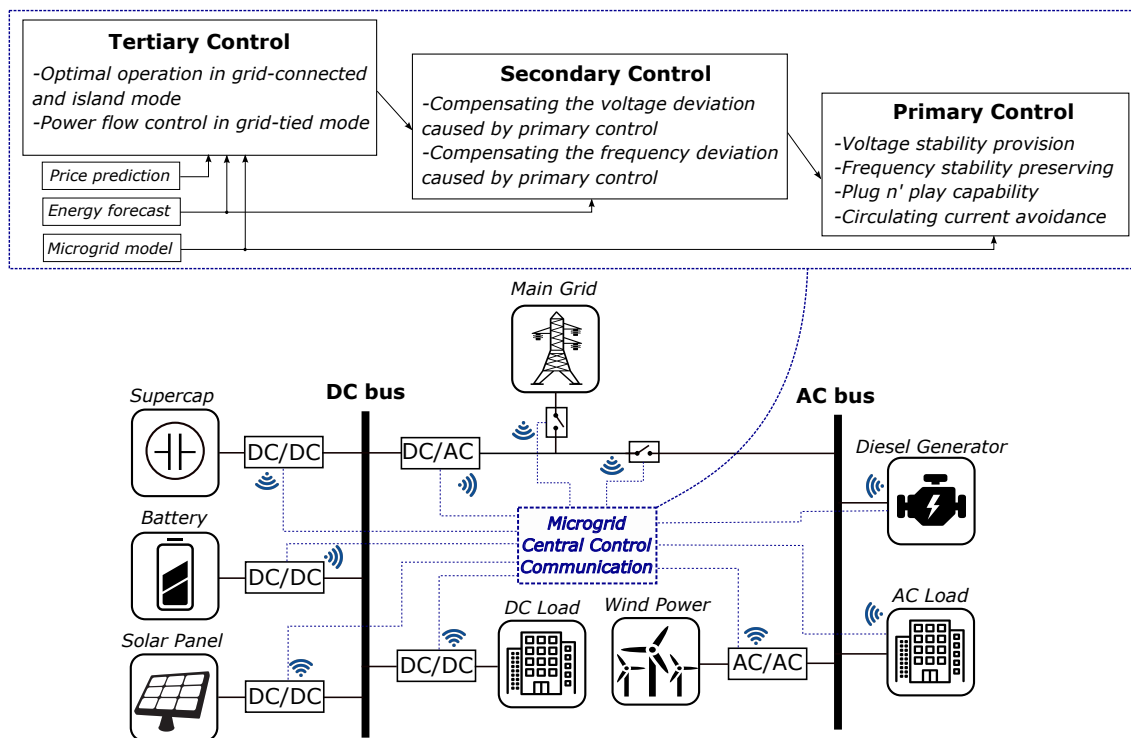 Tertiary Control
-Optimal operation in grid-connected
and island mode
-Power flow control in grid-tied mode
Secondary Control
-Compensating the voltage deviation
caused by primary control
-Compensating the frequency deviation
caused by primary control
Primary Control
-Voltage stability provision
-Frequency stability preserving
-Plug n' play capability
-Circulating current avoidance
Price prediction
Energy forecast
Microgrid model
Main Grid
Supercap
DC bus
AC bus
DC/DC
DC/AC
Diesel Generator
Battery
DC/DC
Microgrid
Central Control
Communication
Solar Panel
DC/DC
DC Load
DC/DC
Wind Power
AC/AC
AC Load